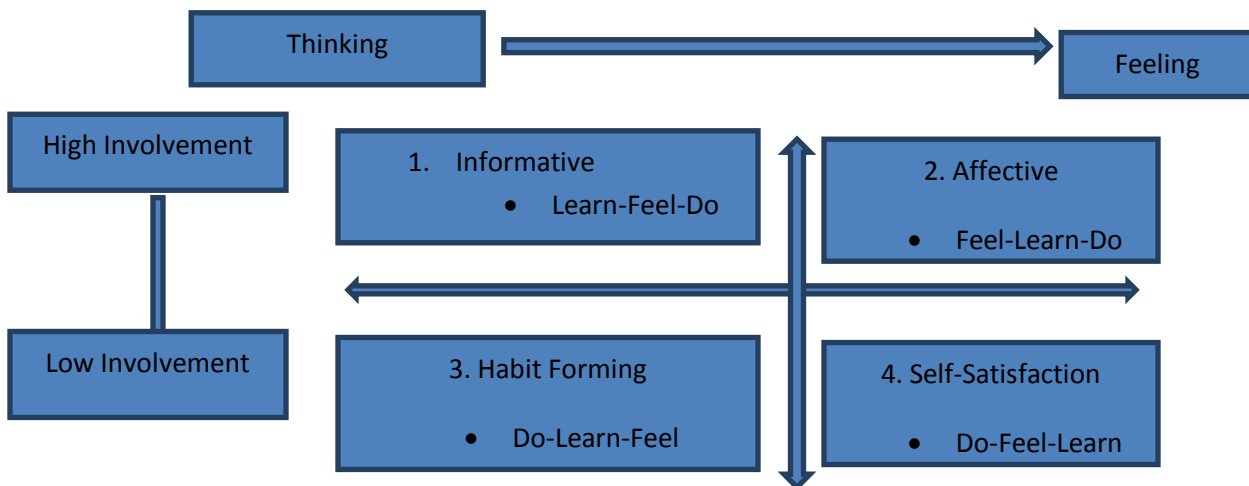 Thinking
Feeling
High Involvement
1. Informative
• Learn-Feel-Do
2. Affective
• Feel-Learn-Do
Low Involvement
3. Habit Forming
• Do-Learn-Feel
4. Self-Satisfaction
• Do-Feel-Learn